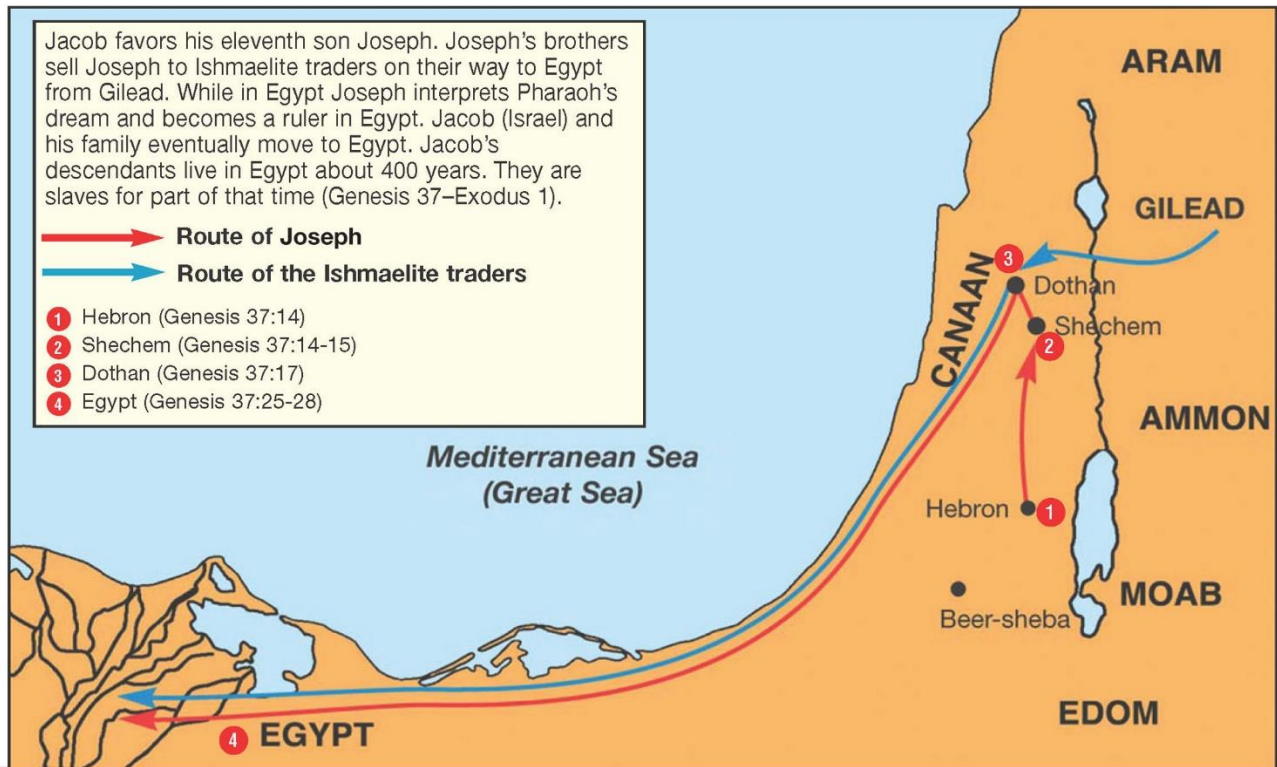 Jacob favors his eleventh son Joseph. Joseph's brothers
sell Joseph to Ishmaelite traders on their way to Egypt
from Gilead. While in Egypt Joseph interprets Pharaoh's
dream and becomes a ruler in Egypt. Jacob (Israel) and
his family eventually move to Egypt. Jacob's
descendants live in Egypt about 400 years. They are
slaves for part of that time (Genesis 37–Exodus 1).
Route of Joseph
Route of the Ishmaelite traders
1 Hebron (Genesis 37:14)
2 Shechem (Genesis 37:14-15)
3 Dothan (Genesis 37:17)
4 Egypt (Genesis 37:25-28)
ARAM
GILEAD
3
Dothan
CANAAN
Shechem
2
AMMON
Mediterranean Sea
(Great Sea)
Hebron 1
MOAB
Beer-sheba
EDOM
4 EGYPT